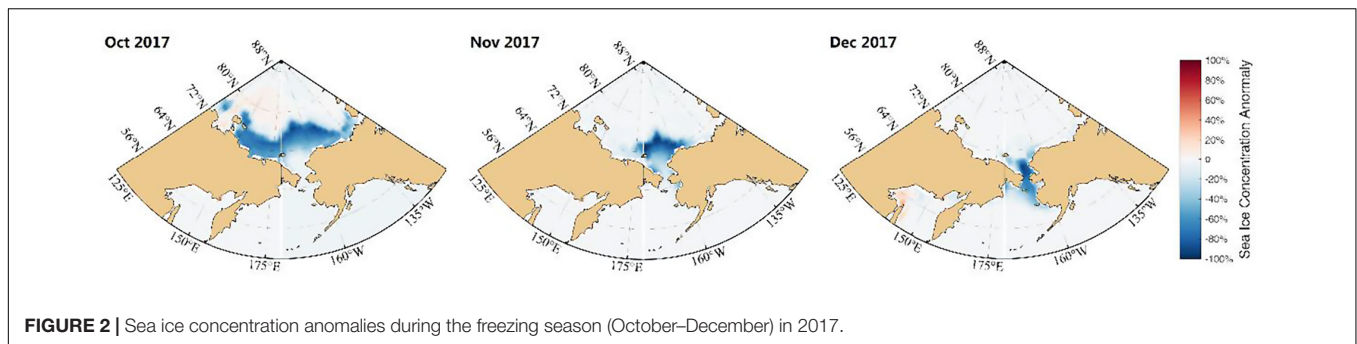 Oct 2017
Nov 2017
Dec 2017
88°N
80°N
72°N
64°N
56°N
125°E
150°E
175°E
160°W
135°W
88°N
80°N
72°N
64°N
56°N
125°E
150°E
175°E
160°W
135°W
88°N
80°N
72°N
64°N
56°N
125°E
150°E
175°E
160°W
135°W
100%
80%
60%
40%
20%
0
-20%
-40%
-60%
-80%
-100%
Sea Ice Concentration Anomaly
FIGURE 2 | Sea ice concentration anomalies during the freezing season (October–December) in 2017.